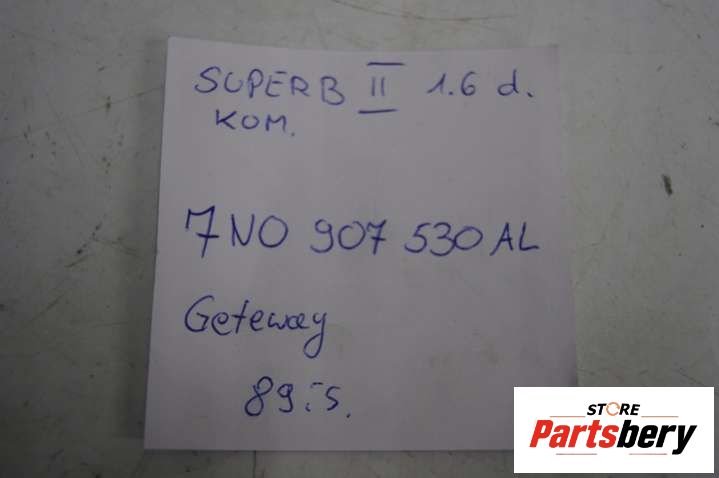 SUPERB II 1.6 d.
KOM.
7N0 907 530 AL
Geteway
89:s.
STORE
Partsbery